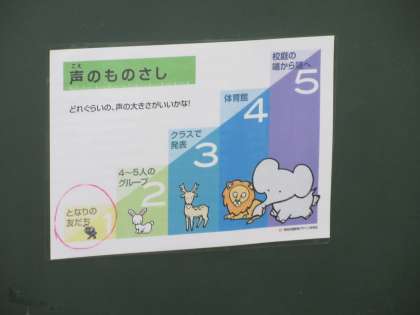 こえ
声のものさし
どれぐらいの、声の大きさがいいかな！
校庭の
端から端へ
5
体育館
4
クラスで
発表
3
4〜5人の
グループ
2
となりの
友だち
1